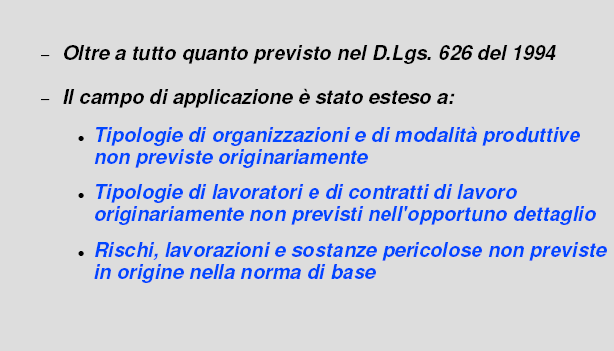 – Oltre a tutto quanto previsto nel D.Lgs. 626 del 1994
– Il campo di applicazione è stato esteso a:
• Tipologie di organizzazioni e di modalità produttive
non previste originariamente
• Tipologie di lavoratori e di contratti di lavoro
originariamente non previsti nell'opportuno dettaglio
• Rischi, lavorazioni e sostanze pericolose non previste
in origine nella norma di base